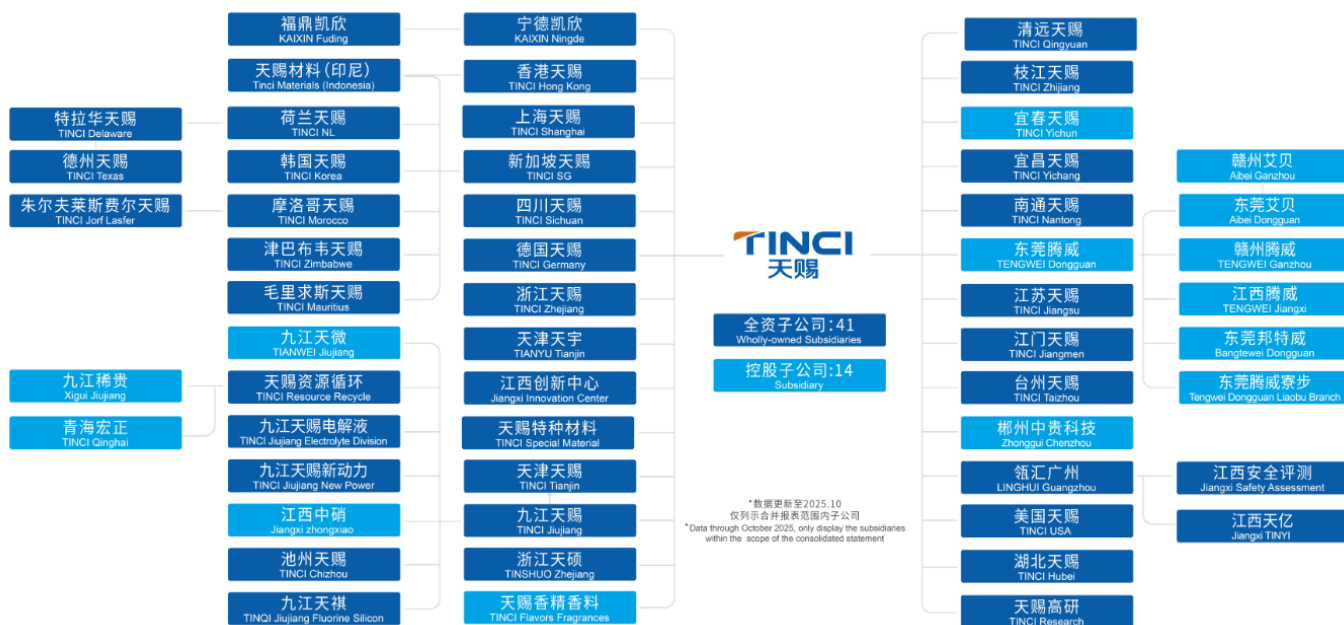 福鼎凯欣
KAIXIN Fuding
宁德凯欣
KAIXIN Ningde
清远天赐
TINCI Qingyuan
天赐材料(印尼)
Tinci Materials (Indonesia)
香港天赐
TINCI Hong Kong
枝江天赐
TINCI Zhijiang
特拉华天赐
TINCI Delaware
荷兰天赐
TINCI NL
上海天赐
TINCI Shanghai
宜春天赐
TINCI Yichun
德州天赐
TINCI Texas
韩国天赐
TINCI Korea
新加坡天赐
TINCI SG
宜昌天赐
TINCI Yichang
赣州艾贝
Aibei Ganzhou
朱尔夫莱斯费尔天赐
TINCI Jorf Lasfer
摩洛哥天赐
TINCI Morocco
四川天赐
TINCI Sichuan
南通天赐
TINCI Nantong
东莞艾贝
Aibei Dongguan
津巴布韦天赐
TINCI Zimbabwe
德国天赐
TINCI Germany
TINCI
天赐
东莞腾威
TENGWEI Dongguan
赣州腾威
TENGWEI Ganzhou
毛里求斯天赐
TINCI Mauritius
浙江天赐
TINCI Zhejiang
江苏天赐
TINCI Jiangsu
江西腾威
TENGWEI Jiangxi
九江天微
TIANWEI Jiujiang
天津天宇
TIANYU Tianjin
全资子公司:41
Wholly-owned Subsidiaries
江门天赐
TINCI Jiangmen
东莞邦特威
Bangtewei Dongguan
九江稀贵
Xigui Jiujiang
天赐资源循环
TINCI Resource Recycle
江西创新中心
Jiangxi Innovation Center
控股子公司:14
Subsidiary
台州天赐
TINCI Taizhou
东莞腾威寮步
Tengwei Dongguan Liaobu Branch
青海宏正
TINCI Qinghai
九江天赐电解液
TINCI Jiujiang Electrolyte Division
天赐特种材料
TINCI Special Material
郴州中贵科技
Zhonggui Chenzhou
九江天赐新动力
TINCI Jiujiang New Power
天津天赐
TINCI Tianjin
瓴汇广州
LINGHUI Guangzhou
江西安全评测
Jiangxi Safety Assessment
江西中硝
Jiangxi zhongxiao
九江天赐
TINCI Jiujiang
*数据更新至2025.10
仅列示合并报表范围内子公司
*Data through October 2025, only display the subsidiaries
within the scope of the consolidated statement
美国天赐
TINCI USA
江西天亿
Jiangxi TINYI
池州天赐
TINCI Chizhou
浙江天硕
TINSHUO Zhejiang
湖北天赐
TINCI Hubei
九江天祺
TINQI Jiujiang Fluorine Silicon
天赐香精香料
TINCI Flavors Fragrances
天赐高研
TINCI Research